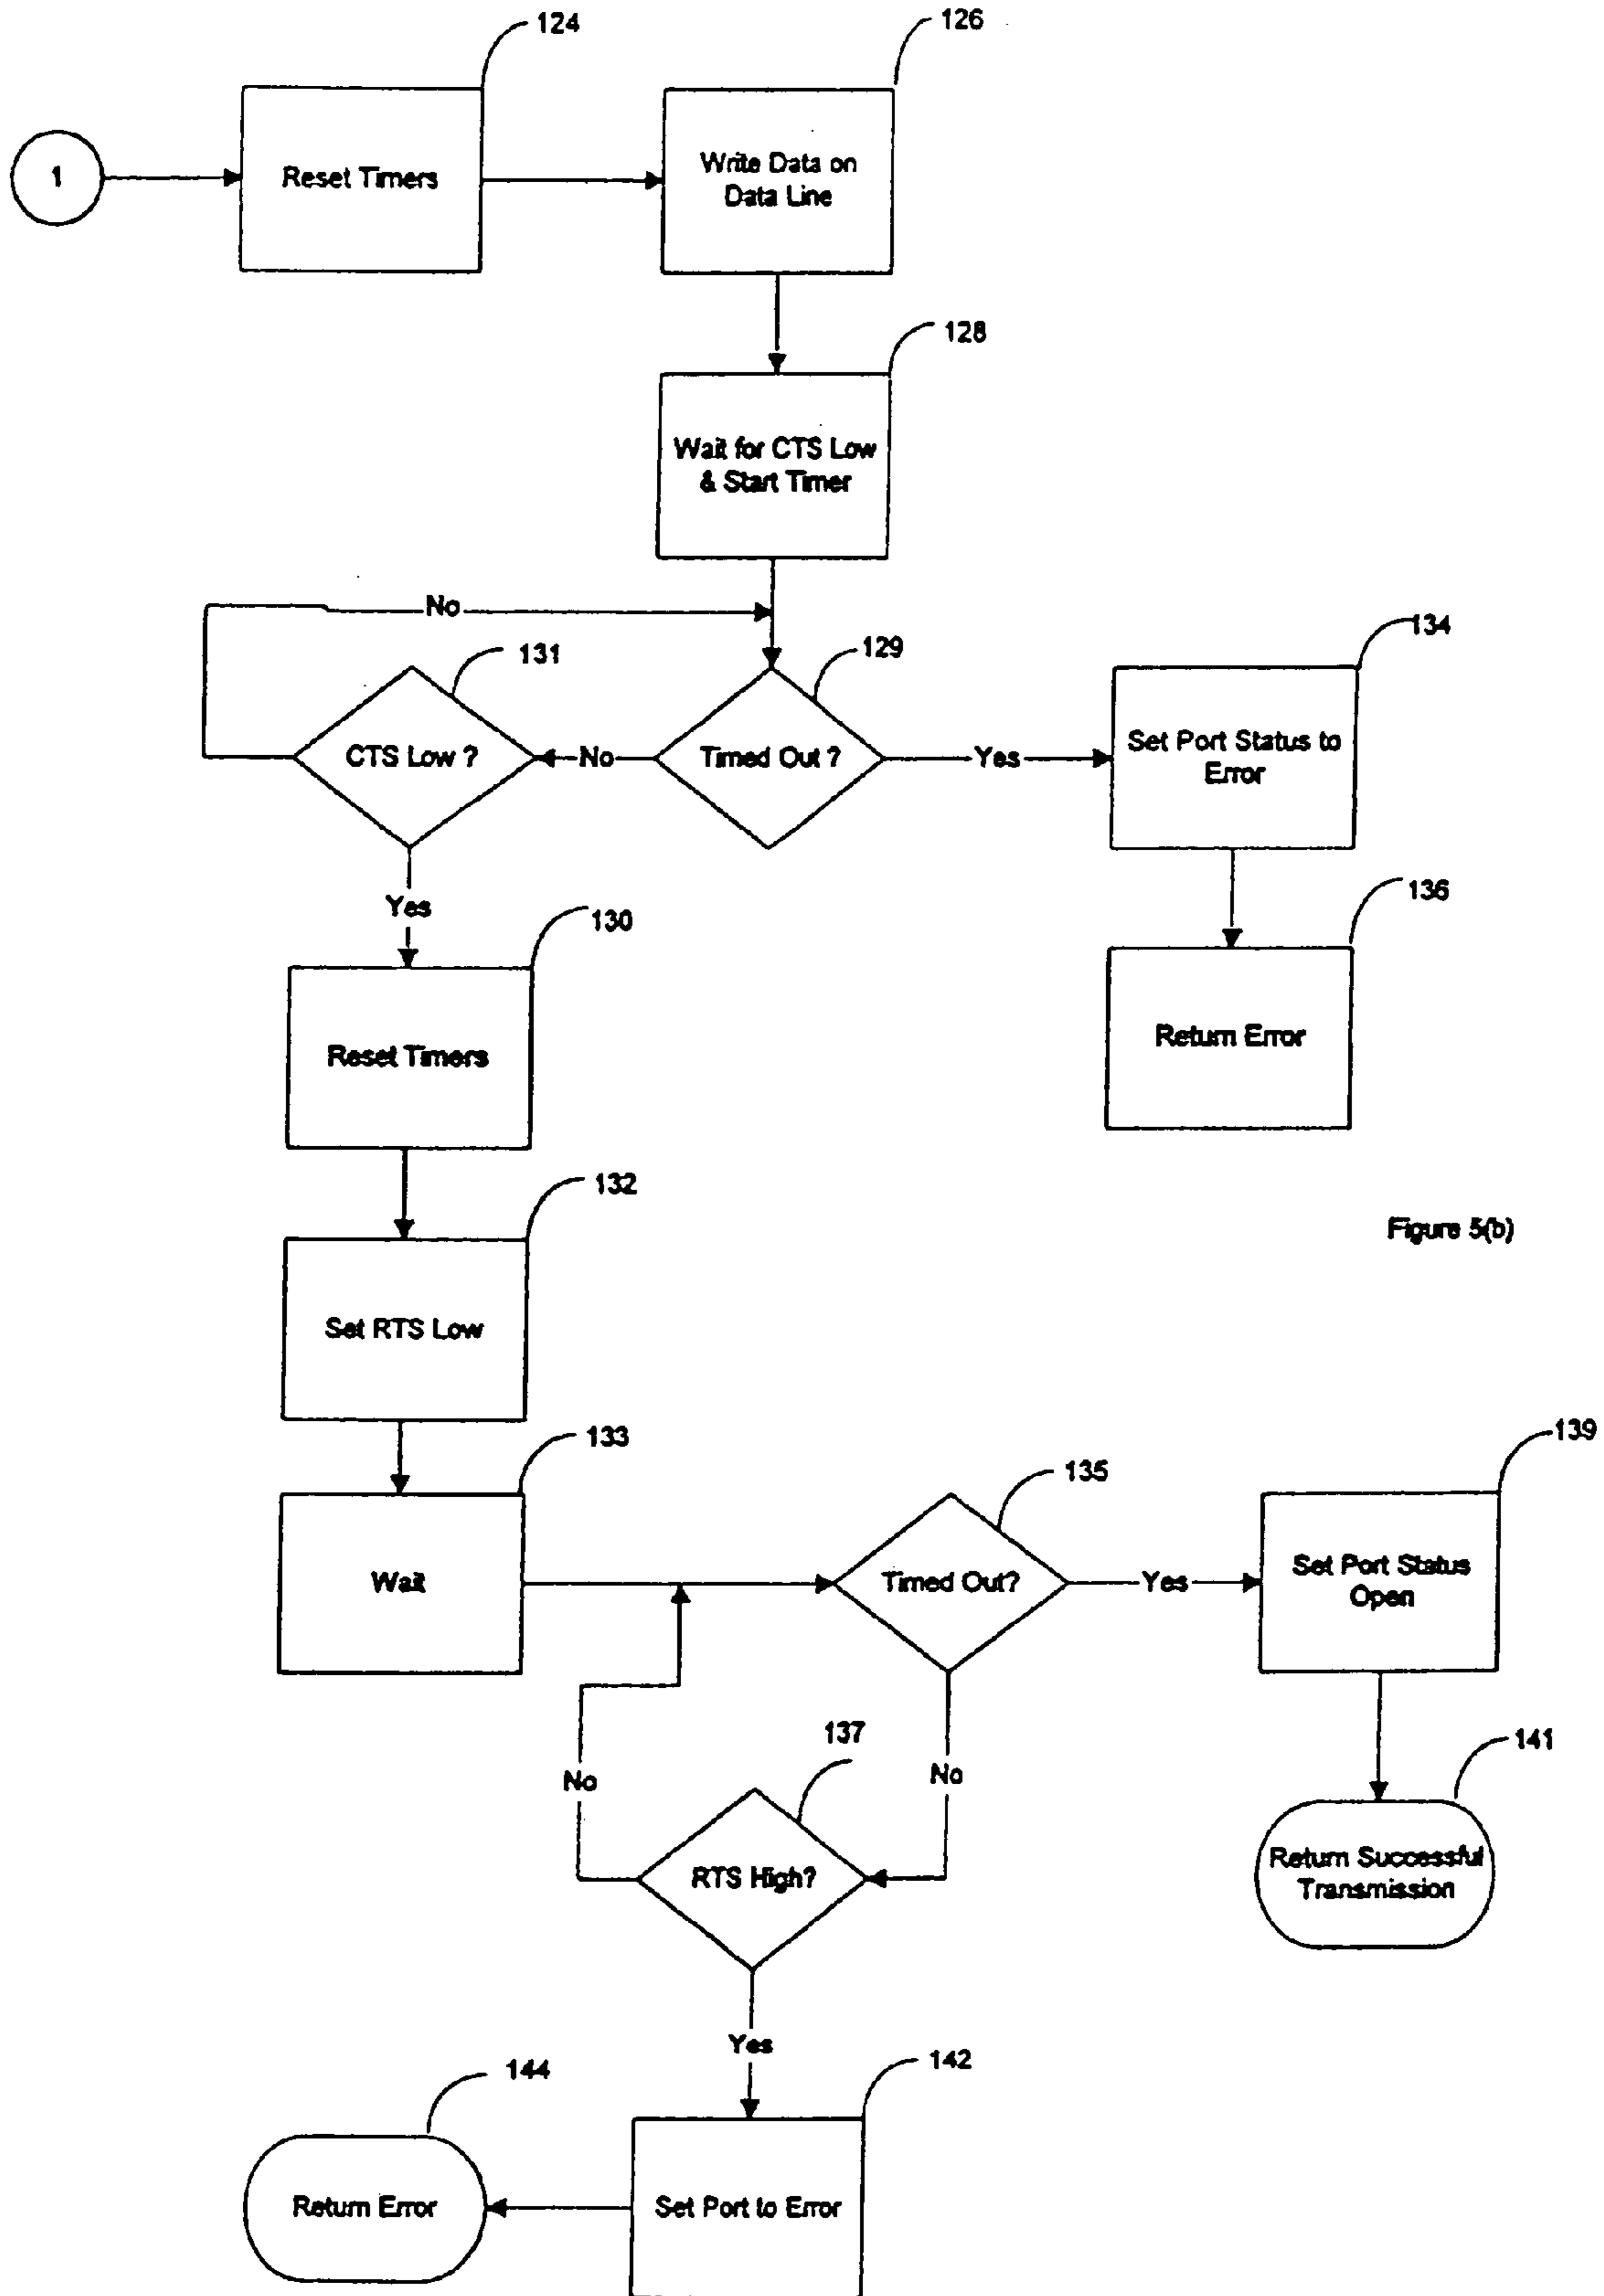 124
126
1
Reset Timers
Write Data on
Data Line
128
Wait for CTS Low
& Start Timer
No
131
129
134
CTS Low ?
No
Timed Out ?
Yes
Set Port Status to
Error
Yes
130
136
Reset Timers
Return Error
132
Figure 5(b)
Set RTS Low
133
135
139
Wait
Timed Out?
Yes
Set Port Status
Open
137
No
No
141
RTS High?
Return Successful
Transmission
Yes
144
142
Return Error
Set Port to Error